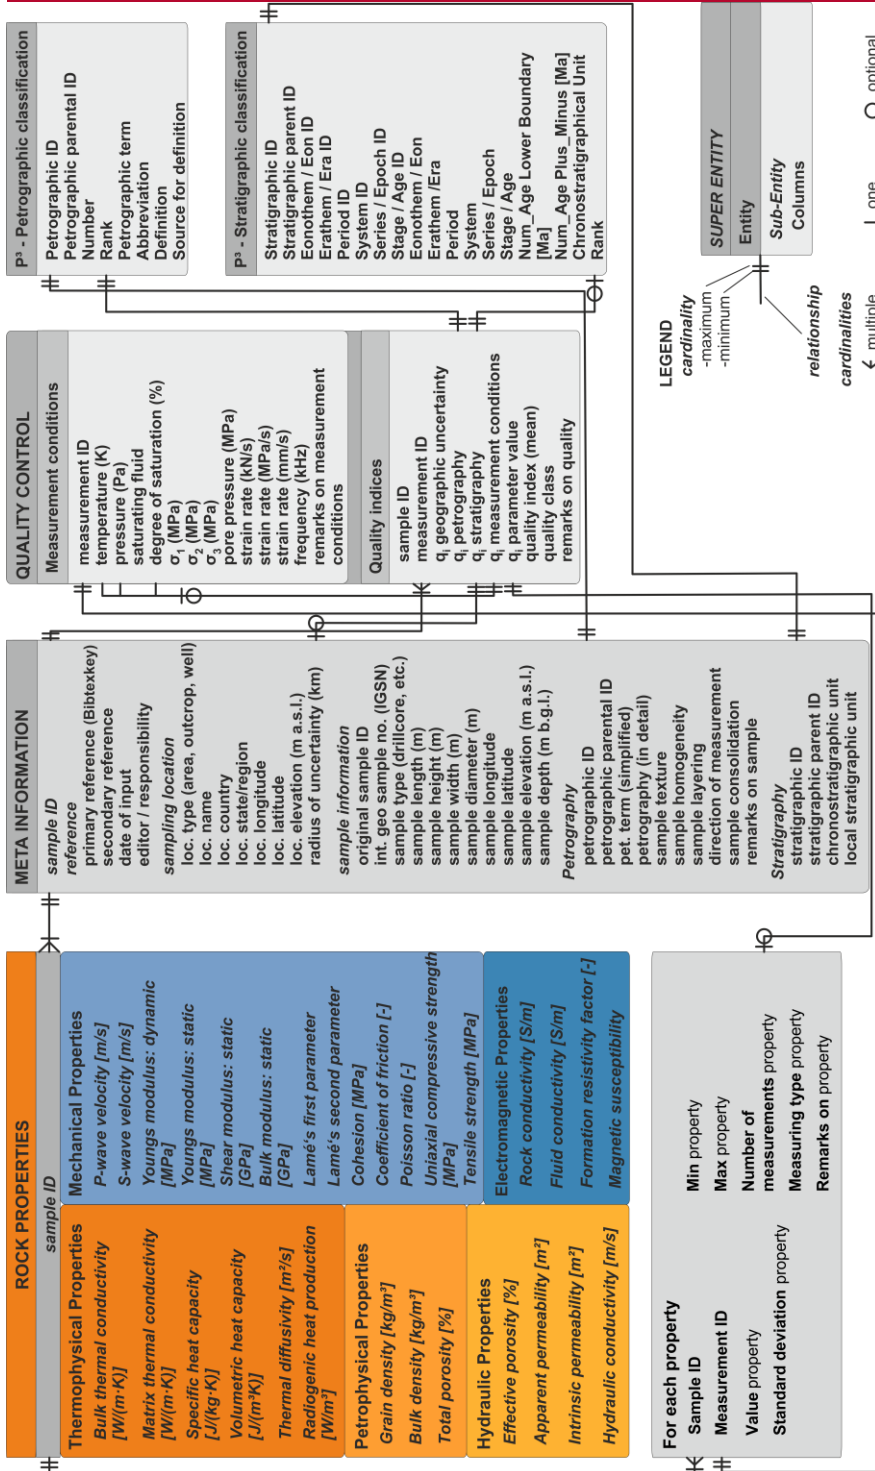 ROCK PROPERTIES
sample ID
Thermophysical Properties
Bulk thermal conductivity
[W/(m·K)]
Matrix thermal conductivity
[W/(m·K)]
Specific heat capacity
[J/(kg·K)]
Volumetric heat capacity
[J/(m³K)]
Thermal diffusivity [m²/s]
Radiogenic heat production
[W/m³]
Petrophysical Properties
Grain density [kg/m³]
Bulk density [kg/m³]
Total porosity [%]
Hydraulic Properties
Effective porosity [%]
Apparent permeability [m²]
Intrinsic permeability [m²]
Hydraulic conductivity [m/s]
Mechanical Properties
P-wave velocity [m/s]
S-wave velocity [m/s]
Youngs modulus: dynamic
[MPa]
Youngs modulus: static
[MPa]
Shear modulus: static
[GPa]
Bulk modulus: static
[GPa]
Lamé's first parameter
Lamé's second parameter
Cohesion [MPa]
Coefficient of friction [-]
Poisson ratio [-]
Uniaxial compressive strength
[MPa]
Tensile strength [MPa]
Electromagnetic Properties
Rock conductivity [S/m]
Fluid conductivity [S/m]
Formation resistivity factor [-]
Magnetic susceptibility
For each property
Sample ID
Measurement ID
Value property
Standard deviation property
Min property
Max property
Number of
measurements property
Measuring type property
Remarks on property
META INFORMATION
sample ID
reference
primary reference (Bibtexkey)
secondary reference
date of input
editor / responsibility
sampling location
loc. type (area, outcrop, well)
loc. name
loc. country
loc. state/region
loc. longitude
loc. latitude
loc. elevation (m a.s.l.)
radius of uncertainty (km)
sample information
original sample ID
int. geo sample no. (IGSN)
sample type (drillcore, etc.)
sample length (m)
sample height (m)
sample width (m)
sample diameter (m)
sample longitude
sample latitude
sample elevation (m a.s.l.)
sample depth (m b.g.l.)
Petrography
petrographic ID
petrographic parental ID
pet. term (simplified)
petrography (in detail)
sample texture
sample homogeneity
sample layering
direction of measurement
sample consolidation
remarks on sample
Stratigraphy
stratigraphic ID
stratigraphic parent ID
chronostratigraphic unit
local stratigraphic unit
QUALITY CONTROL
Measurement conditions
measurement ID
temperature (K)
pressure (Pa)
saturating fluid
degree of saturation (%)
σ1 (MPa)
σ2 (MPa)
σ3 (MPa)
pore pressure (MPa)
strain rate (kN/s)
strain rate (MPa/s)
strain rate (mm/s)
frequency (kHz)
remarks on measurement
conditions
Quality indices
sample ID
measurement ID
qi geographic uncertainty
qi petrography
qi stratigraphy
qi measurement conditions
qi parameter value
quality index (mean)
quality class
remarks on quality
P³ - Petrographic classification
Petrographic ID
Petrographic parental ID
Number
Rank
Petrographic term
Abbreviation
Definition
Source for definition
P³ - Stratigraphic classification
Stratigraphic ID
Stratigraphic parent ID
Eonothem / Eon ID
Erathem / Era ID
Period ID
System ID
Series / Epoch ID
Stage / Age ID
Eonothem / Eon
Erathem /Era
Period
System
Series / Epoch
Stage / Age
Num_Age Lower Boundary
[Ma]
Num_Age Plus_Minus [Ma]
Chronostratigraphical Unit
Rank
LEGEND
cardinality
-maximum
-minimum
relationship
cardinalities
multiple
one
optional
SUPER ENTITY
Entity
Sub-Entity
Columns